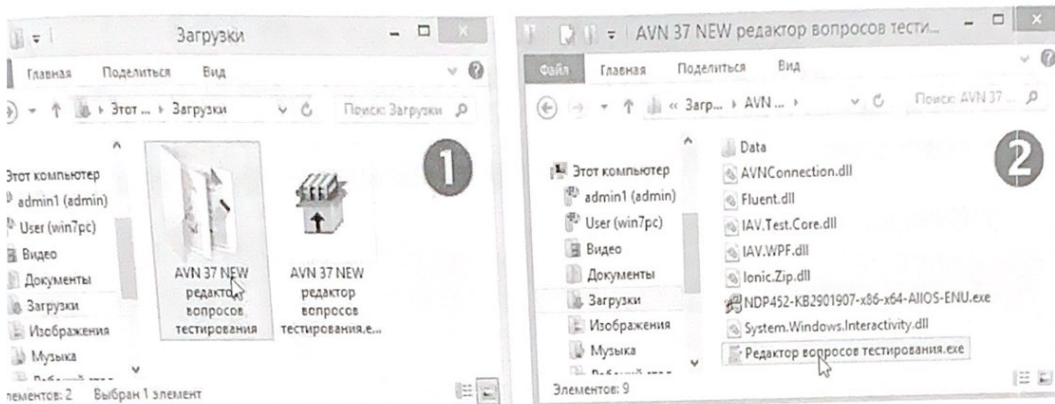 Загрузки
Главная Поделиться Вид
Этот ... Загрузки
Поиск: Загрузки
1
Этот компьютер
admin1 (admin)
User (win7pc)
Видео
Документы
Загрузки
Изображения
Музыка
AVN 37 NEW
редактор
вопросов
тестирования
AVN 37 NEW
редактор
вопросов
тестирования.е...
лементов: 2 Выбран 1 элемент
AVN 37 NEW редактор вопросов тести...
Файл Главная Поделиться Вид
« Загр... AVN ...
Поиск: AVN 37 ...
2
Этот компьютер
admin1 (admin)
User (win7pc)
Видео
Документы
Загрузки
Изображения
Музыка
Data
AVNConnection.dll
Fluent.dll
IAV.Test.Core.dll
IAV.WPF.dll
Ionic.Zip.dll
NDP452-KB2901907-x86-x64-AllOS-ENU.exe
System.Windows.Interactivity.dll
Редактор вопросов тестирования.exe
Элементов: 9